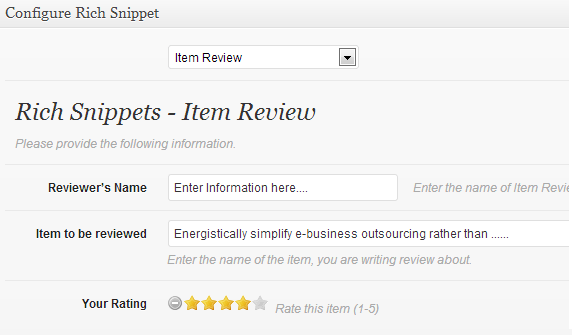 Configure Rich Snippet
Item Review
Rich Snippets - Item Review
Please provide the following information.
Reviewer's Name
Enter Information here....
Enter the name of Item Revie
Item to be reviewed
Energistically simplify e-business outsourcing rather than ......
Enter the name of the item, you are writing review about.
Your Rating
Rate this item (1-5)